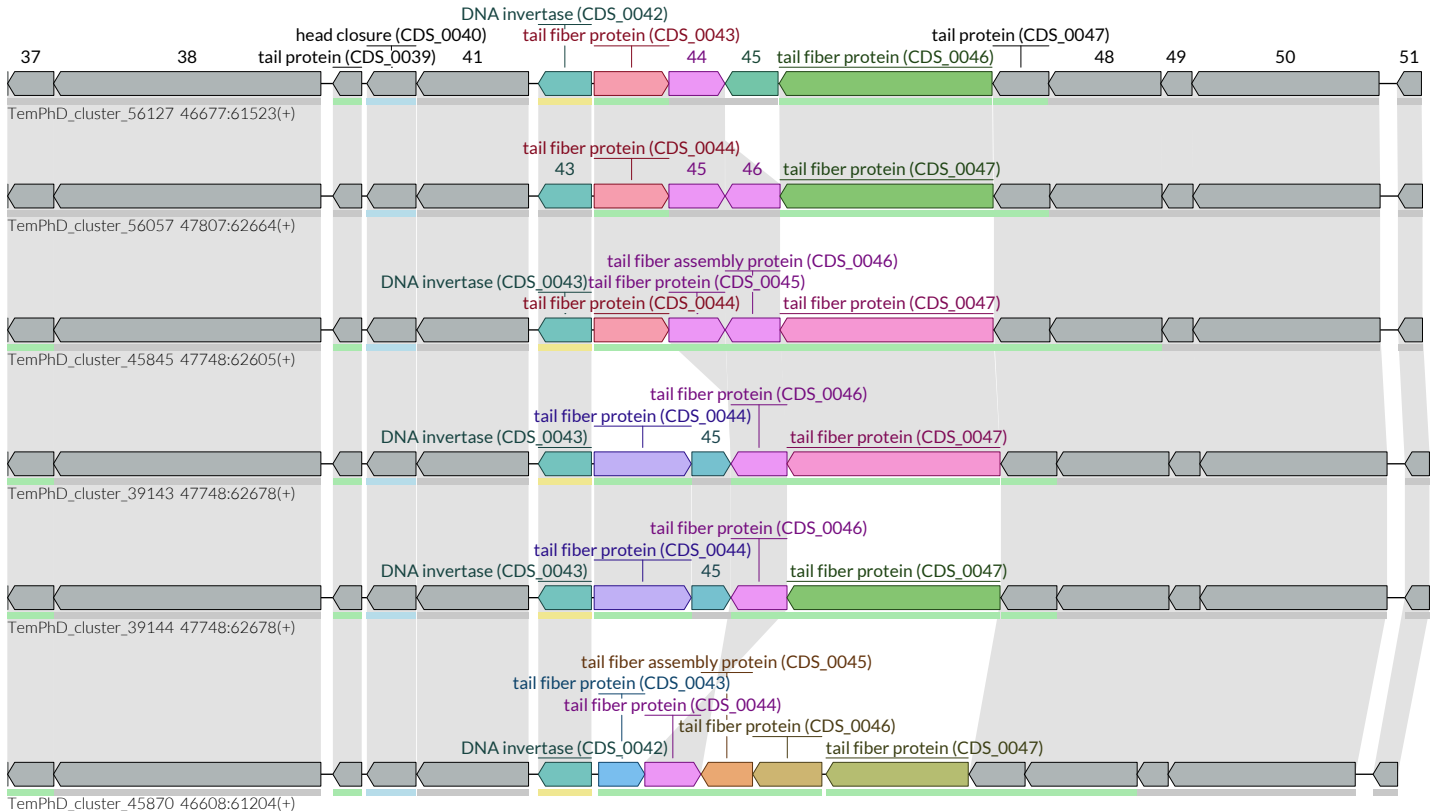 DNA invertase (CDS_0042)
head closure (CDS_0040) tail fiber protein (CDS_0043) tail protein (CDS_0047)
37 38 tail protein (CDS_0039) 41 44 45 tail fiber protein (CDS_0046) 48 49 50 51
TemPhD_cluster_56127 46677:61523(+)
tail fiber protein (CDS_0044)
43 45 46 tail fiber protein (CDS_0047)
TemPhD_cluster_56057 47807:62664(+)
tail fiber assembly protein (CDS_0046)
DNA invertase (CDS_0043) tail fiber protein (CDS_0045)
tail fiber protein (CDS_0044) tail fiber protein (CDS_0047)
TemPhD_cluster_45845 47748:62605(+)
tail fiber protein (CDS_0046)
tail fiber protein (CDS_0044)
DNA invertase (CDS_0043) 45 tail fiber protein (CDS_0047)
TemPhD_cluster_39143 47748:62678(+)
tail fiber protein (CDS_0046)
tail fiber protein (CDS_0044)
DNA invertase (CDS_0043) 45 tail fiber protein (CDS_0047)
TemPhD_cluster_39144 47748:62678(+)
tail fiber assembly protein (CDS_0045)
tail fiber protein (CDS_0043)
tail fiber protein (CDS_0044)
tail fiber protein (CDS_0046)
DNA invertase (CDS_0042) tail fiber protein (CDS_0047)
TemPhD_cluster_45870 46608:61204(+)